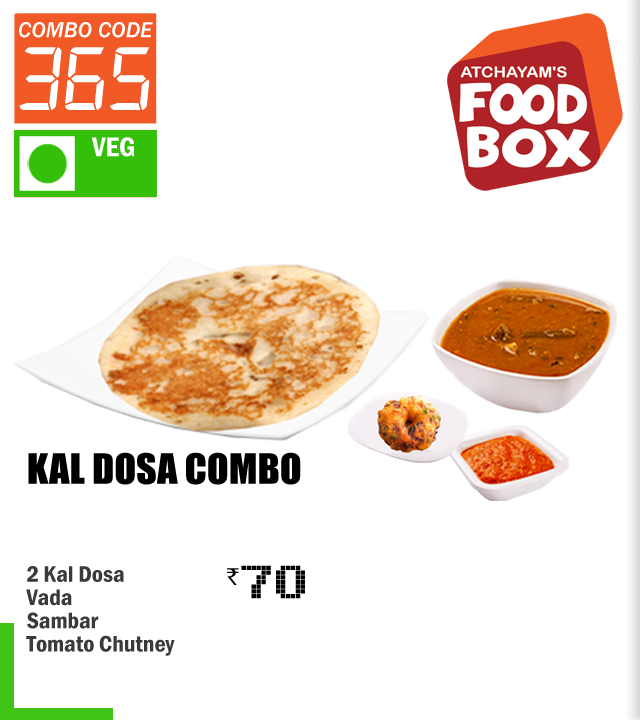 COMBO CODE
365
VEG
ATCHAYAM'S
FOOD
BOX
KAL DOSA COMBO
2 Kal Dosa
Vada
Sambar
Tomato Chutney
₹70